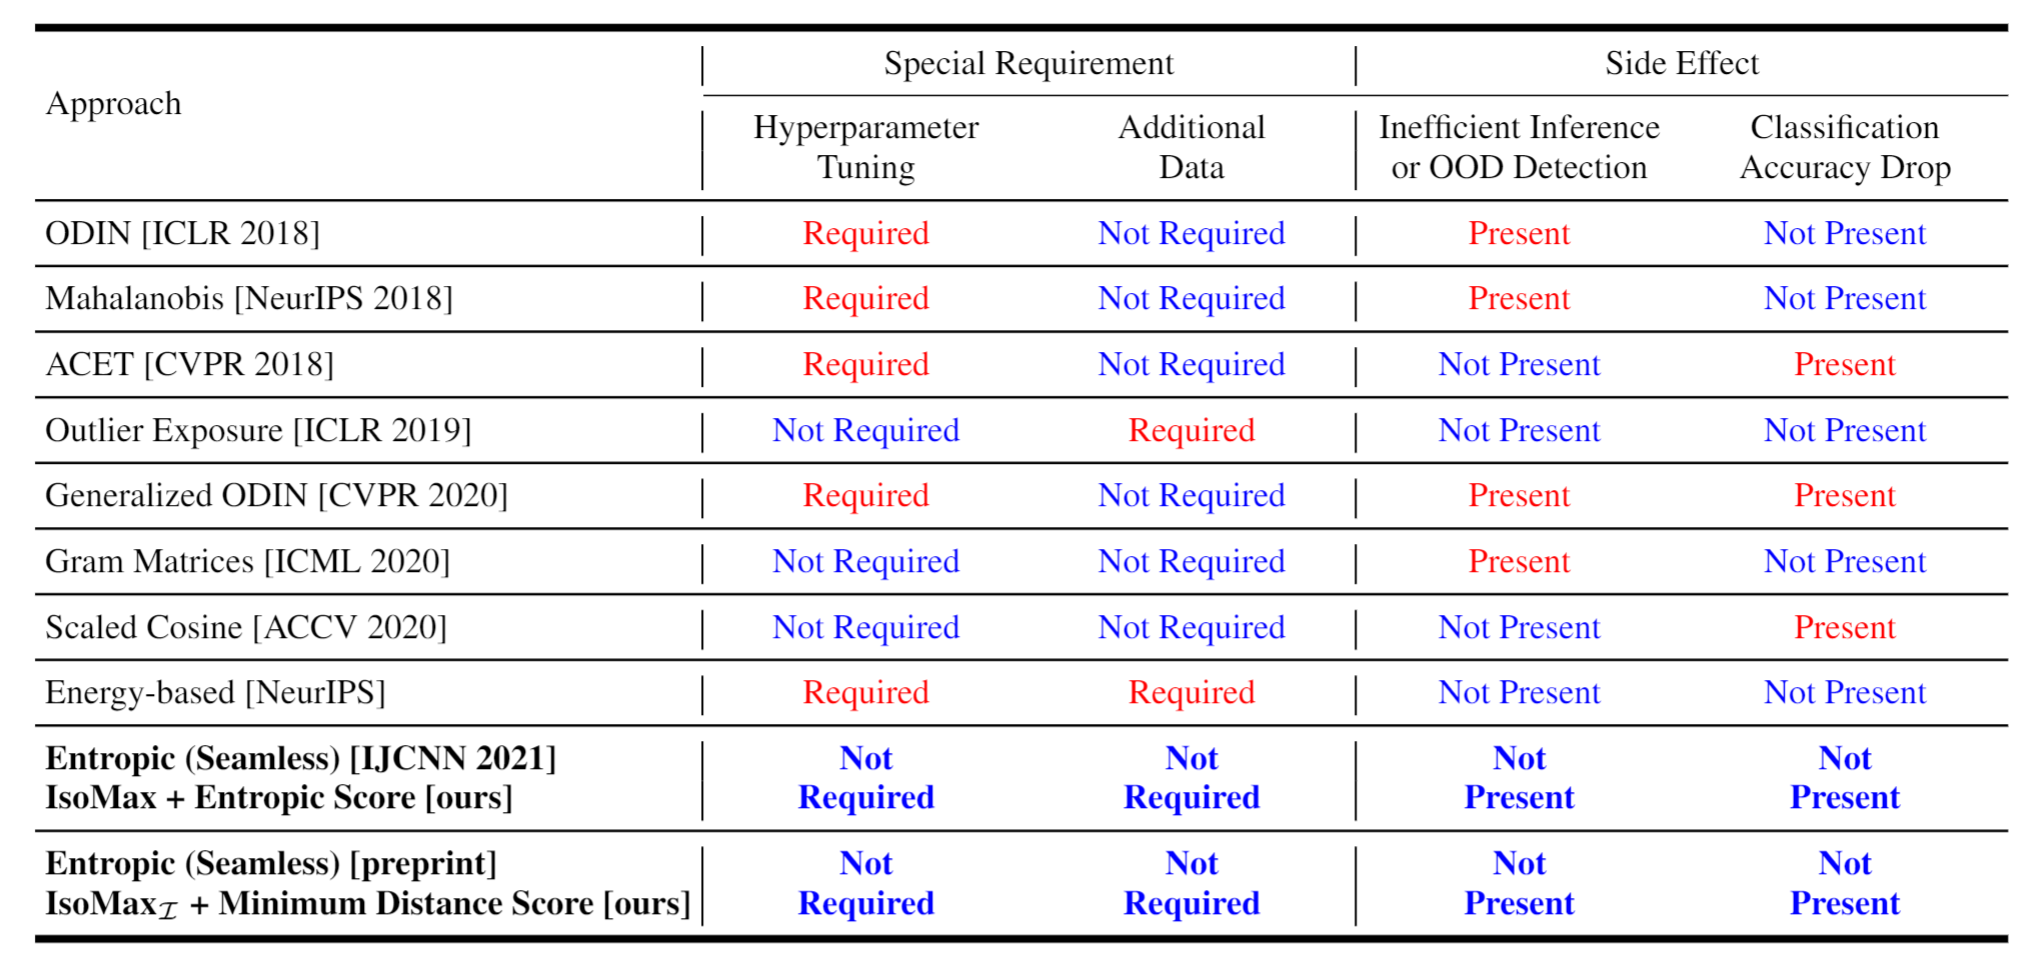 Special Requirement Side Effect
Approach
Hyperparameter Additional Inefficient Inference Classification
Tuning Data or OOD Detection Accuracy Drop
ODIN [ICLR 2018] Required Not Required Present Not Present
Mahalanobis [NeurIPS 2018] Required Not Required Present Not Present
ACET [CVPR 2018] Required Not Required Not Present Present
Outlier Exposure [ICLR 2019] Not Required Required Not Present Not Present
Generalized ODIN [CVPR 2020] Required Not Required Present Present
Gram Matrices [ICML 2020] Not Required Not Required Present Not Present
Scaled Cosine [ACCV 2020] Not Required Not Required Not Present Present
Energy-based [NeurIPS] Required Required Not Present Not Present
Entropic (Seamless) [IJCNN 2021] Not Not Not Not
IsoMax + Entropic Score [ours] Required Required Present Present
Entropic (Seamless) [preprint] Not Not Not Not
IsoMaxℐ + Minimum Distance Score [ours] Required Required Present Present